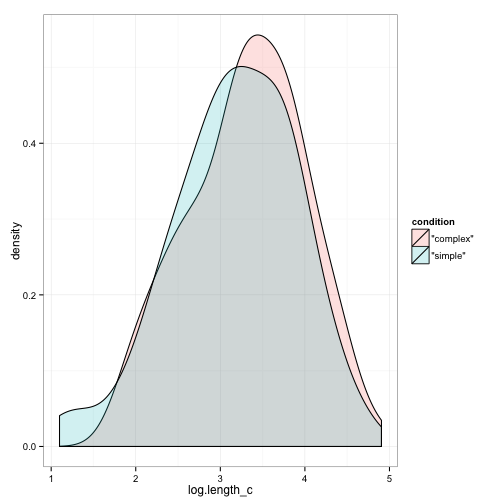 density
0.4
0.2
0.0
1 2 3 4 5
log.length_c
condition
"complex"
"simple"